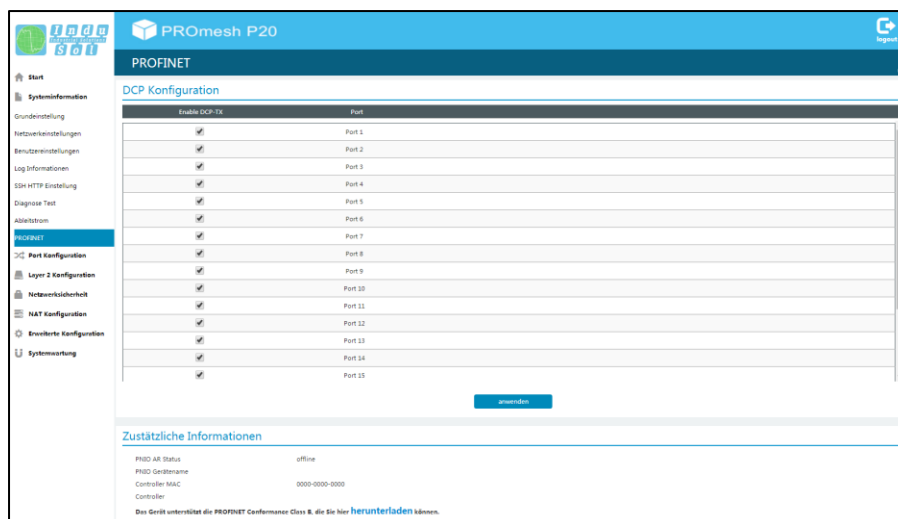 Indu
Sol
PROmesh P20
logout
PROFINET
Start
Systeminformation
Grundeinstellung
Netzwerkeinstellungen
Benutzereinstellungen
Log Informationen
SSH HTTP Einstellung
Diagnose Test
Ableitstrom
PROFINET
Port Konfiguration
Layer 2 Konfiguration
Netzwerksicherheit
NAT Konfiguration
Erweiterte Konfiguration
Systemwartung
DCP Konfiguration
Enable DCP-TX Port
Port 1
Port 2
Port 3
Port 4
Port 5
Port 6
Port 7
Port 8
Port 9
Port 10
Port 11
Port 12
Port 13
Port 14
Port 15
anwenden
Zustätzliche Informationen
PNIO AR Status offline
PNIO Gerätename
Controller MAC 0000-0000-0000
Controller
Das Gerät unterstützt die PROFINET Conformance Class B, die Sie hier herunterladen können.